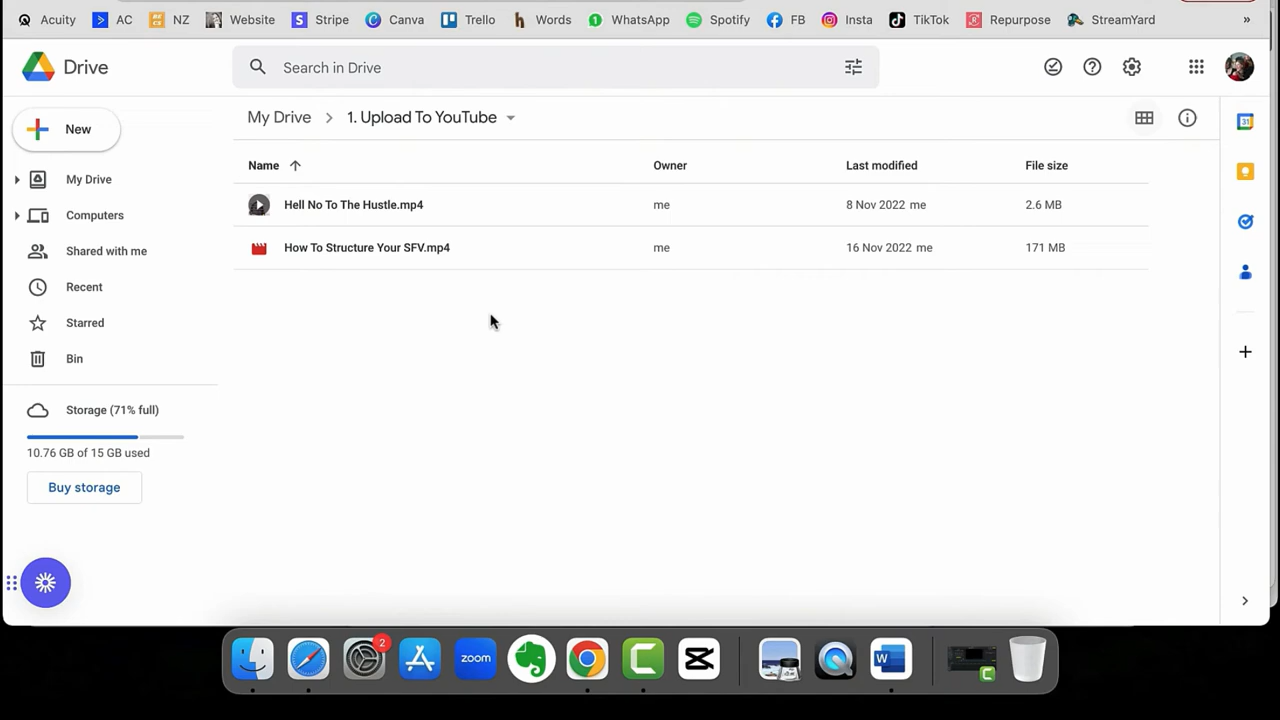 Acuity AC NZ Website Stripe Canva Trello Words WhatsApp Spotify FB Insta TikTok Repurpose StreamYard »
Drive
Search in Drive
New
My Drive
Computers
Shared with me
Recent
Starred
Bin
Storage (71% full)
10.76 GB of 15 GB used
Buy storage
My Drive > 1. Upload To YouTube
Name Owner Last modified File size
Hell No To The Hustle.mp4 me 8 Nov 2022 me 2.6 MB
How To Structure Your SFV.mp4 me 16 Nov 2022 me 171 MB
31
2
zoom
W